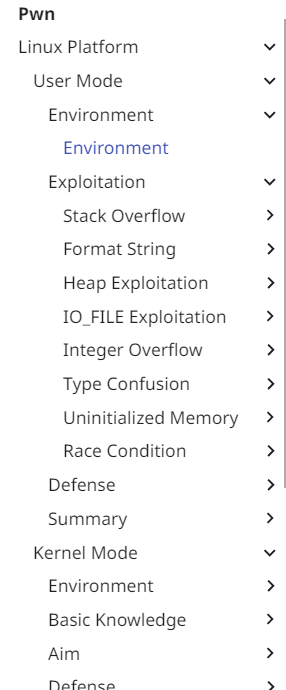 Pwn
Linux Platform
User Mode
Environment
Environment
Exploitation
Stack Overflow
Format String
Heap Exploitation
IO_FILE Exploitation
Integer Overflow
Type Confusion
Uninitialized Memory
Race Condition
Defense
Summary
Kernel Mode
Environment
Basic Knowledge
Aim
Defense